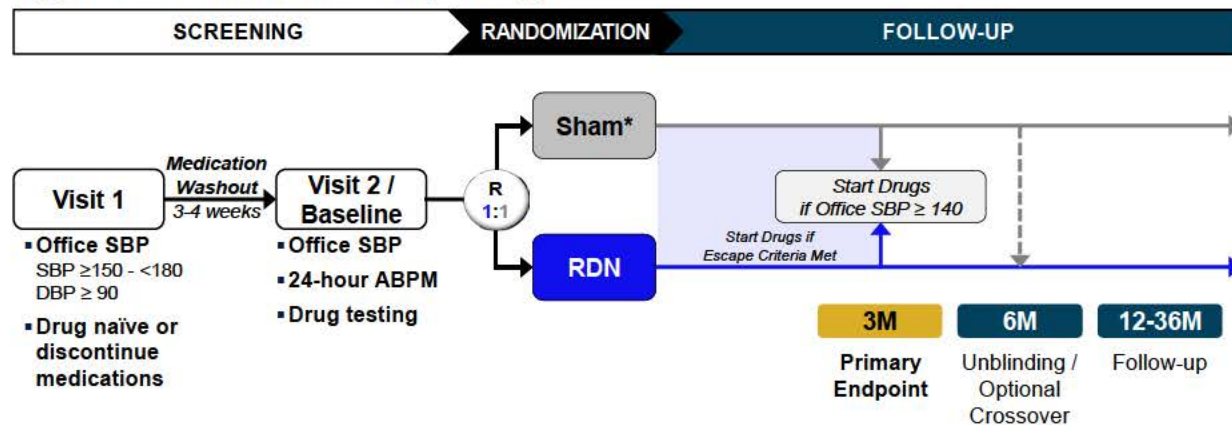 SCREENING
RANDOMIZATION
FOLLOW-UP
Visit 1
Medication
Washout
3-4 weeks
Visit 2 /
Baseline
R
1:1
Sham*
RDN
Start Drugs
if Office SBP ≥ 140
Start Drugs if
Escape Criteria Met
▪ Office SBP
SBP ≥150 - <180
DBP ≥ 90
▪ Drug naïve or
discontinue
medications
▪ Office SBP
▪ 24-hour ABPM
▪ Drug testing
3M
Primary
Endpoint
6M
Unblinding /
Optional
Crossover
12-36M
Follow-up